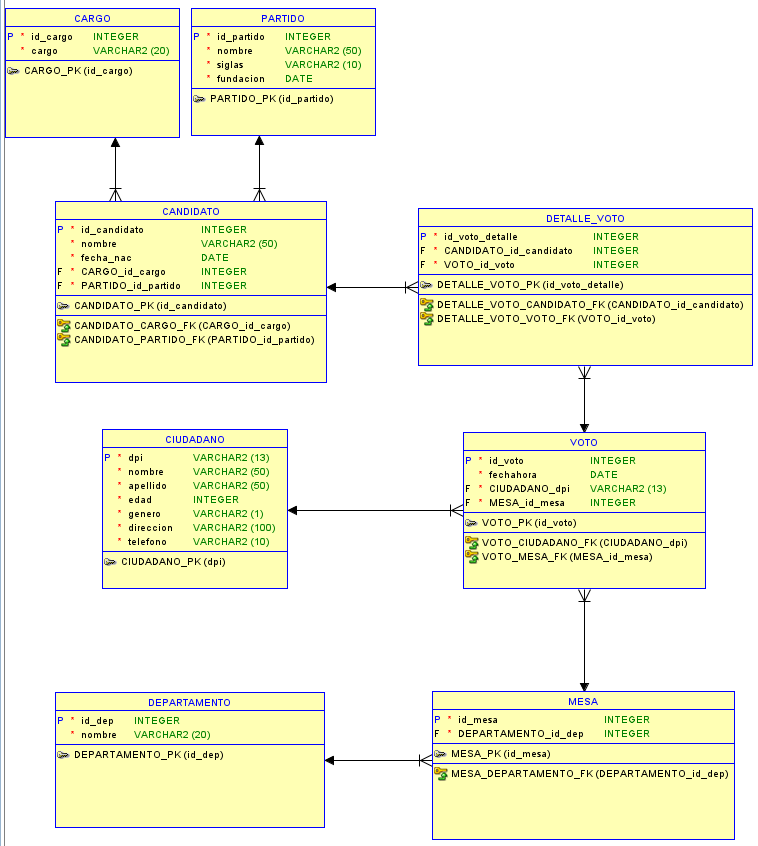 CARGO
P * id_cargo INTEGER
* cargo VARCHAR2 (20)
CARGO_PK (id_cargo)
PARTIDO
P * id_partido INTEGER
* nombre VARCHAR2 (50)
* siglas VARCHAR2 (10)
* fundacion DATE
PARTIDO_PK (id_partido)
CANDIDATO
P * id_candidato INTEGER
* nombre VARCHAR2 (50)
* fecha_nac DATE
F * CARGO_id_cargo INTEGER
F * PARTIDO_id_partido INTEGER
CANDIDATO_PK (id_candidato)
CANDIDATO_CARGO_FK (CARGO_id_cargo)
CANDIDATO_PARTIDO_FK (PARTIDO_id_partido)
DETALLE_VOTO
P * id_voto_detalle INTEGER
F * CANDIDATO_id_candidato INTEGER
F * VOTO_id_voto INTEGER
DETALLE_VOTO_PK (id_voto_detalle)
DETALLE_VOTO_CANDIDATO_FK (CANDIDATO_id_candidato)
DETALLE_VOTO_VOTO_FK (VOTO_id_voto)
CIUDADANO
P * dpi VARCHAR2 (13)
* nombre VARCHAR2 (50)
* apellido VARCHAR2 (50)
* edad INTEGER
* genero VARCHAR2 (1)
* direccion VARCHAR2 (100)
* telefono VARCHAR2 (10)
CIUDADANO_PK (dpi)
VOTO
P * id_voto INTEGER
* fechahora DATE
F * CIUDADANO_dpi VARCHAR2 (13)
F * MESA_id_mesa INTEGER
VOTO_PK (id_voto)
VOTO_CIUDADANO_FK (CIUDADANO_dpi)
VOTO_MESA_FK (MESA_id_mesa)
DEPARTAMENTO
P * id_dep INTEGER
* nombre VARCHAR2 (20)
DEPARTAMENTO_PK (id_dep)
MESA
P * id_mesa INTEGER
F * DEPARTAMENTO_id_dep INTEGER
MESA_PK (id_mesa)
MESA_DEPARTAMENTO_FK (DEPARTAMENTO_id_dep)